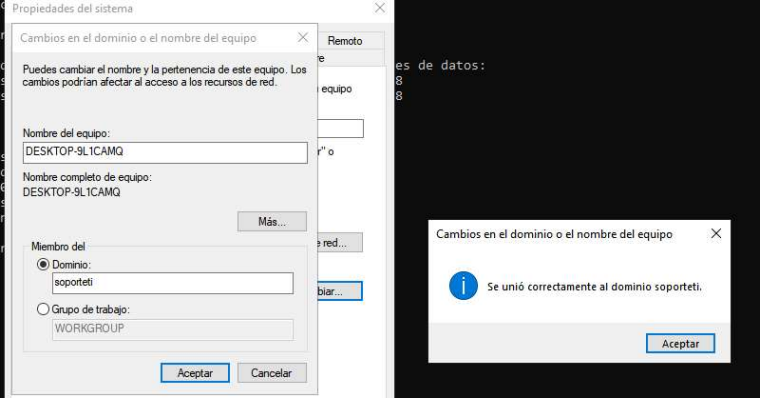 Propiedades del sistema
Cambios en el dominio o el nombre del equipo
Remoto
Puedes cambiar el nombre y la pertenencia de este equipo. Los
cambios podrían afectar al acceso a los recursos de red.
equipo
es de datos:
8
8
Nombre del equipo:
DESKTOP-9L1CAMQ
r" o
Nombre completo de equipo:
DESKTOP-9L1CAMQ
Más...
Miembro del
red...
Dominio:
soporteti
biar...
Grupo de trabajo:
WORKGROUP
Aceptar
Cancelar
Cambios en el dominio o el nombre del equipo
Se unió correctamente al dominio soporteti.
Aceptar